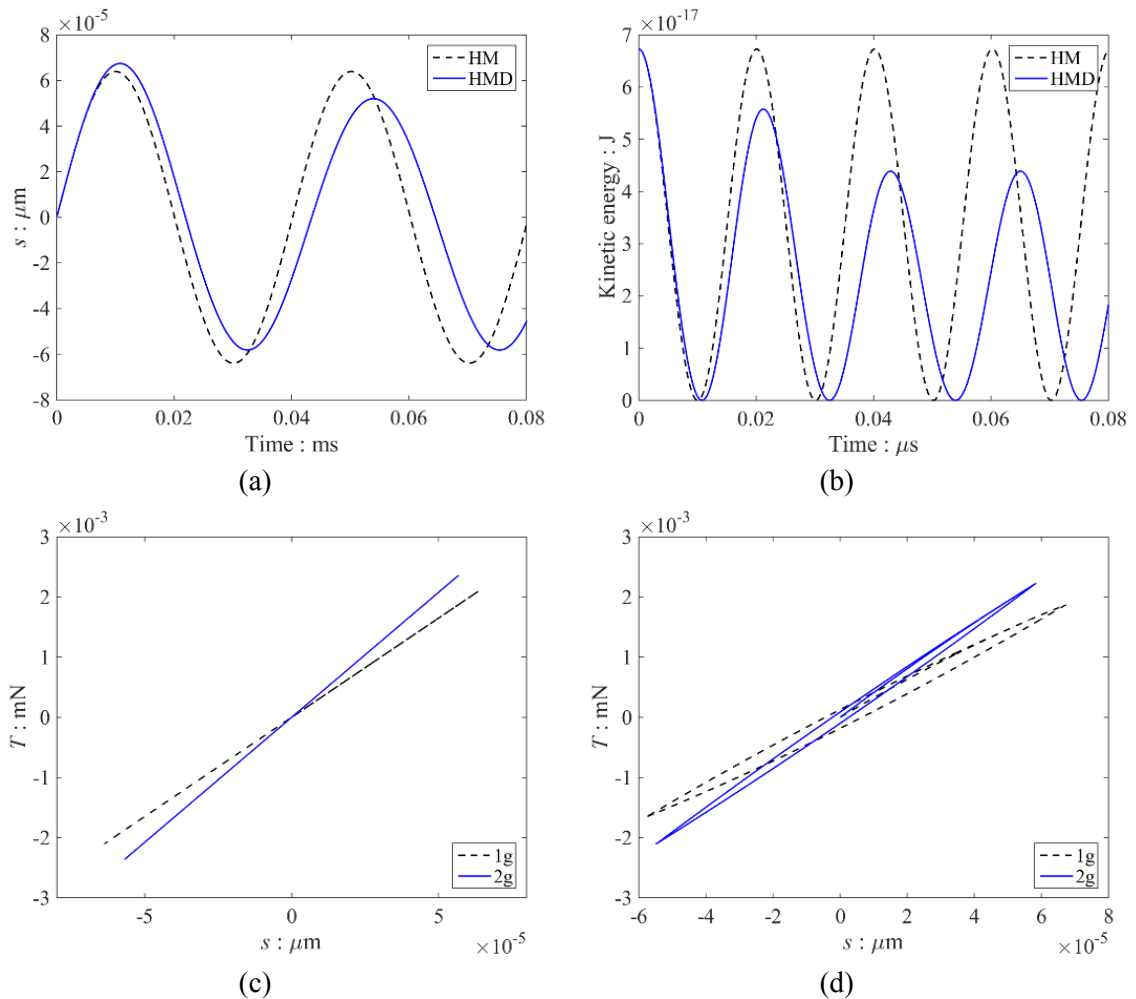 ×10⁻⁵
8
6
4
2
0
-2
-4
-6
-8
s : μm
0
0.02
0.04
0.06
0.08
Time : ms
HM
HMD
(a)
×10⁻¹⁷
7
6
5
4
3
2
1
0
Kinetic energy : J
0
0.02
0.04
0.06
0.08
Time : μs
HM
HMD
(b)
×10⁻³
3
2
1
0
-1
-2
-3
T : mN
-5
0
5
×10⁻⁵
s : μm
1g
2g
(c)
×10⁻³
3
2
1
0
-1
-2
-3
T : mN
-6
-4
-2
0
2
4
6
8
×10⁻⁵
s : μm
1g
2g
(d)